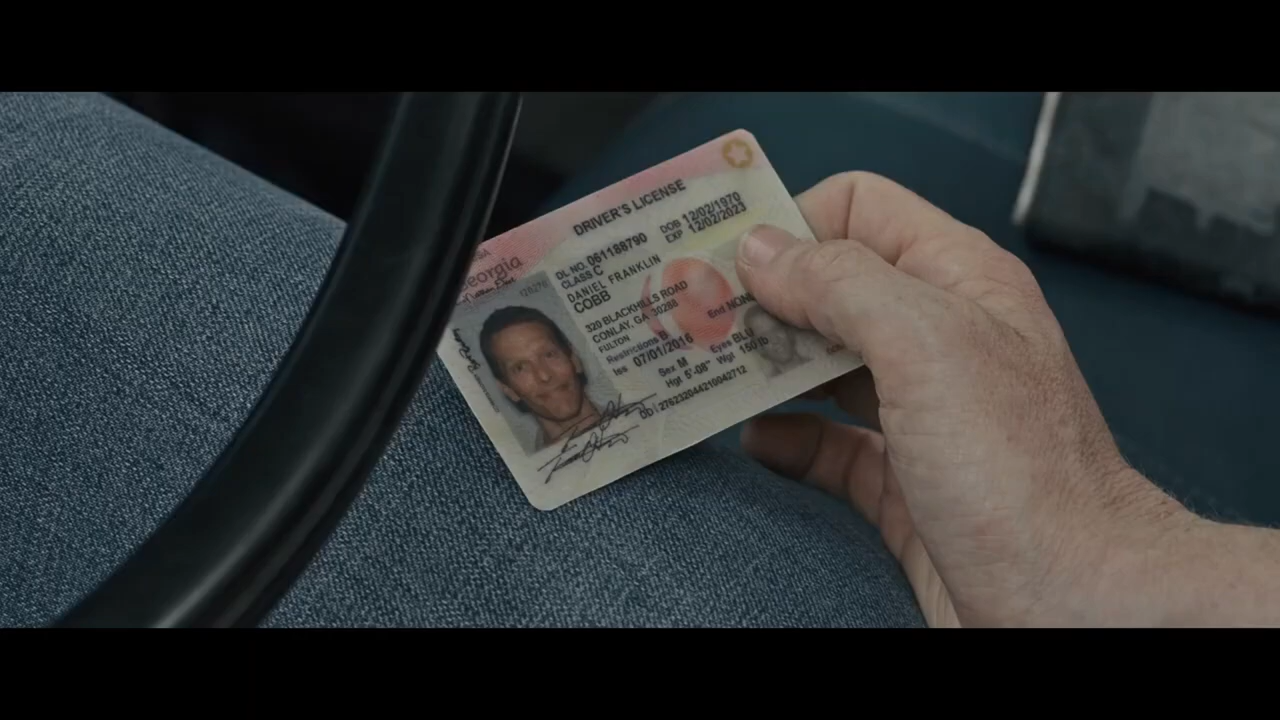 DRIVER'S LICENSE
Georgia
DL NO. 061188790
DOB 12/02/1970
CLASS C
EXP 12/02/2023
DANIEL FRANKLIN
COBB
320 BLACKHILLS ROAD
CONLAY, GA 30288
FULTON
Restrictions B
End NONE
Iss 07/01/2016
Sex M
Eyes BLU
Hgt 5'-08"
Wgt 150 lb
DD 276232044210042712